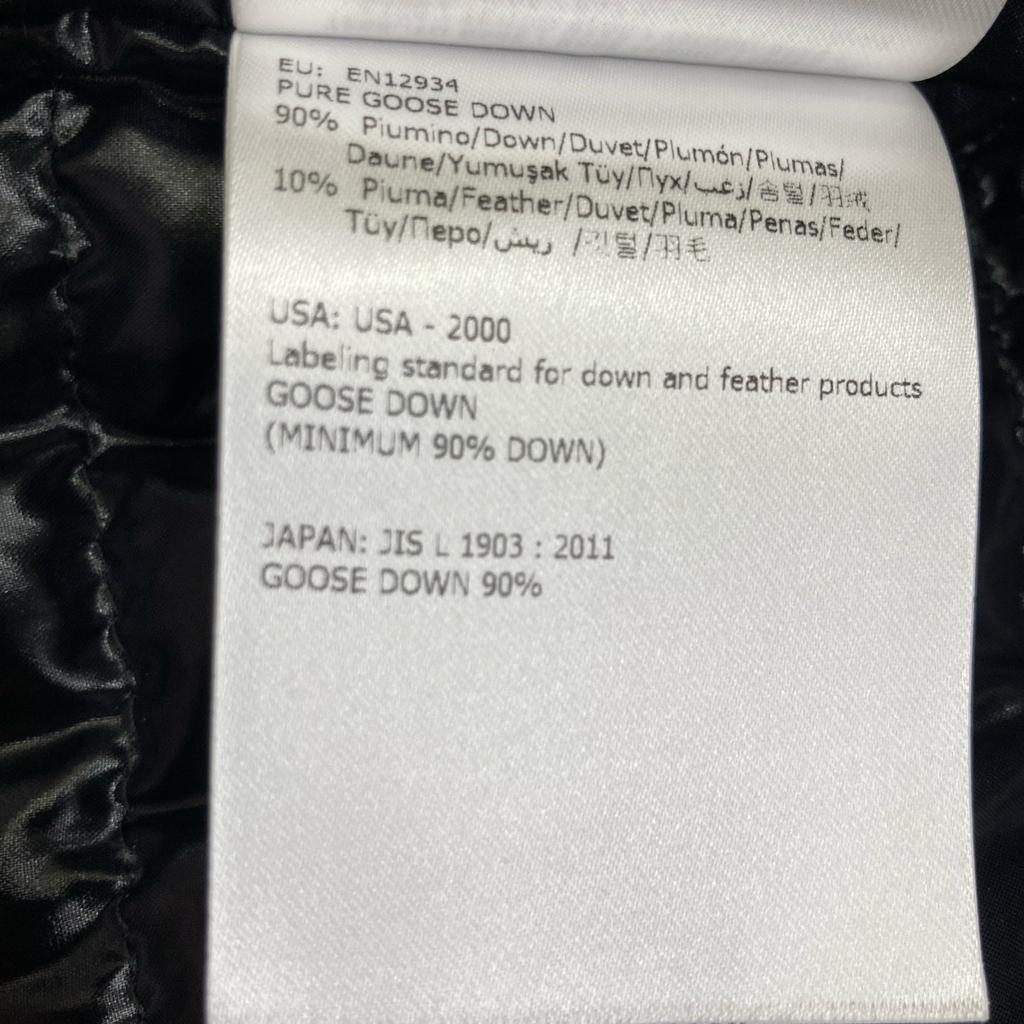 EU: EN12934
PURE GOOSE DOWN
90% Piumino/Down/Duvet/Plumón/Plumas/
Daune/Yumuşak Tüy/Пух/زغب/솜털/羽绒
10% Piuma/Feather/Duvet/Pluma/Penas/Feder/
Tüy/Перо/ريش /깃털/羽毛
USA: USA - 2000
Labeling standard for down and feather products
GOOSE DOWN
(MINIMUM 90% DOWN)
JAPAN: JIS L 1903 : 2011
GOOSE DOWN 90%